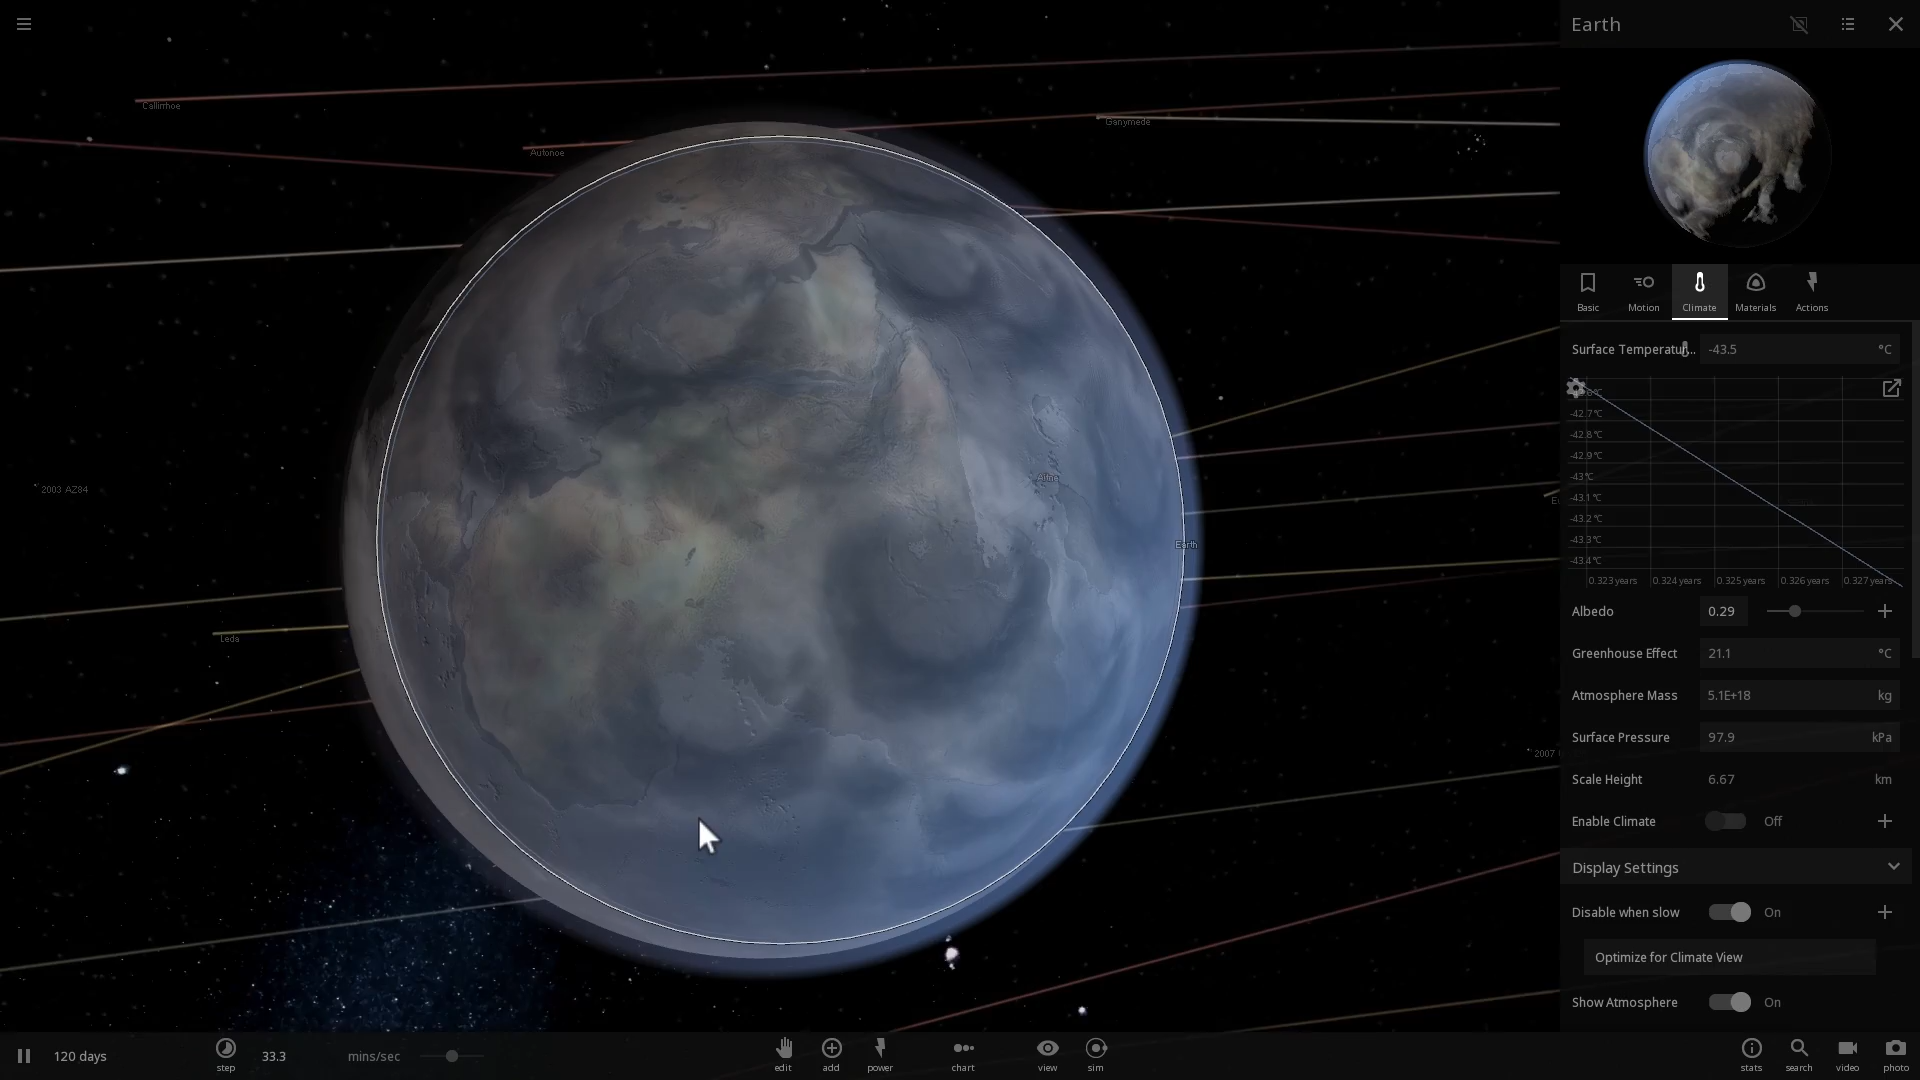 Earth
Callirrhoe
Ganymede
Autonoe
2003 AZ84
Aitne
Earth
Leda
2007
Basic
Motion
Climate
Materials
Actions
Surface Temperatur...
-43.5
°C
-42.7°C
-42.8°C
-42.9°C
-43°C
-43.1°C
-43.2°C
-43.3°C
-43.4°C
0.323 years
0.324 years
0.325 years
0.326 years
0.327 years
Albedo
0.29
Greenhouse Effect
21.1
°C
Atmosphere Mass
5.1E+18
kg
Surface Pressure
97.9
kPa
Scale Height
6.67
km
Enable Climate
Off
Display Settings
Disable when slow
On
Optimize for Climate View
Show Atmosphere
On
120 days
step
33.3
mins/sec
edit
add
power
chart
view
sim
stats
search
video
photo